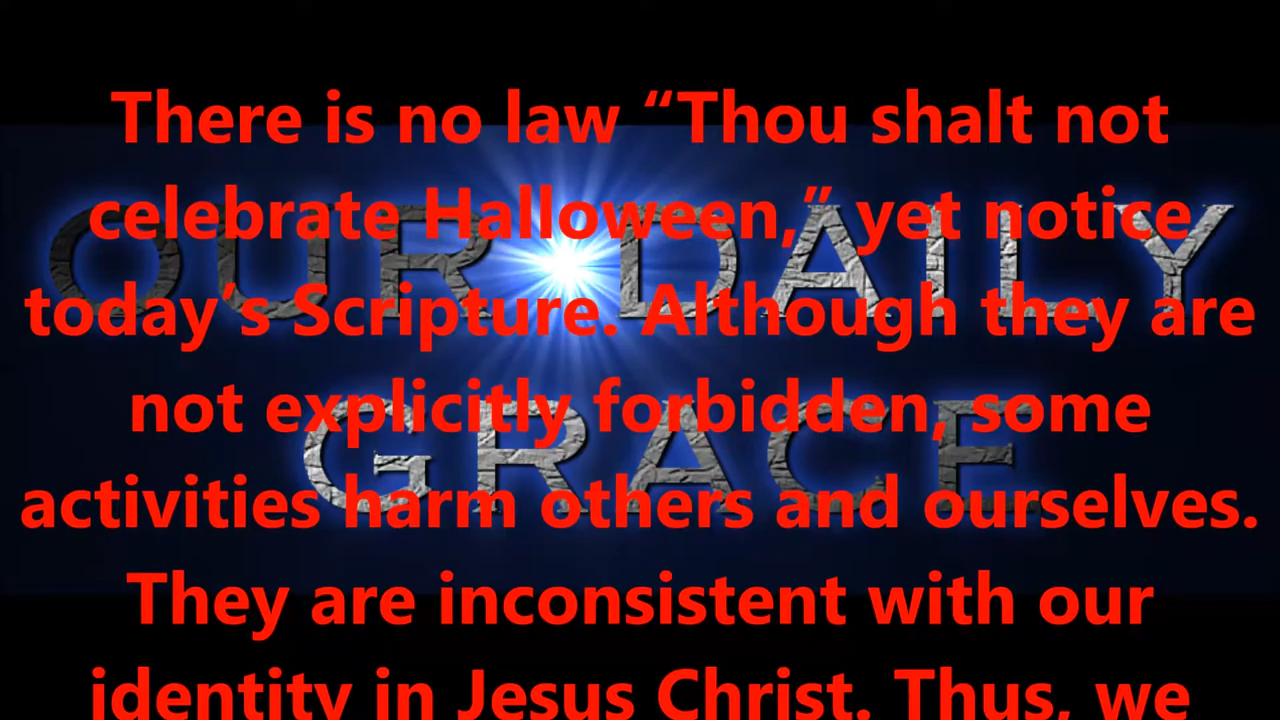 There is no law “Thou shalt not
celebrate Halloween,” yet notice
today’s Scripture. Although they are
not explicitly forbidden, some
activities harm others and ourselves.
They are inconsistent with our
identity in Jesus Christ. Thus, we
OUR DAILY
GRACE